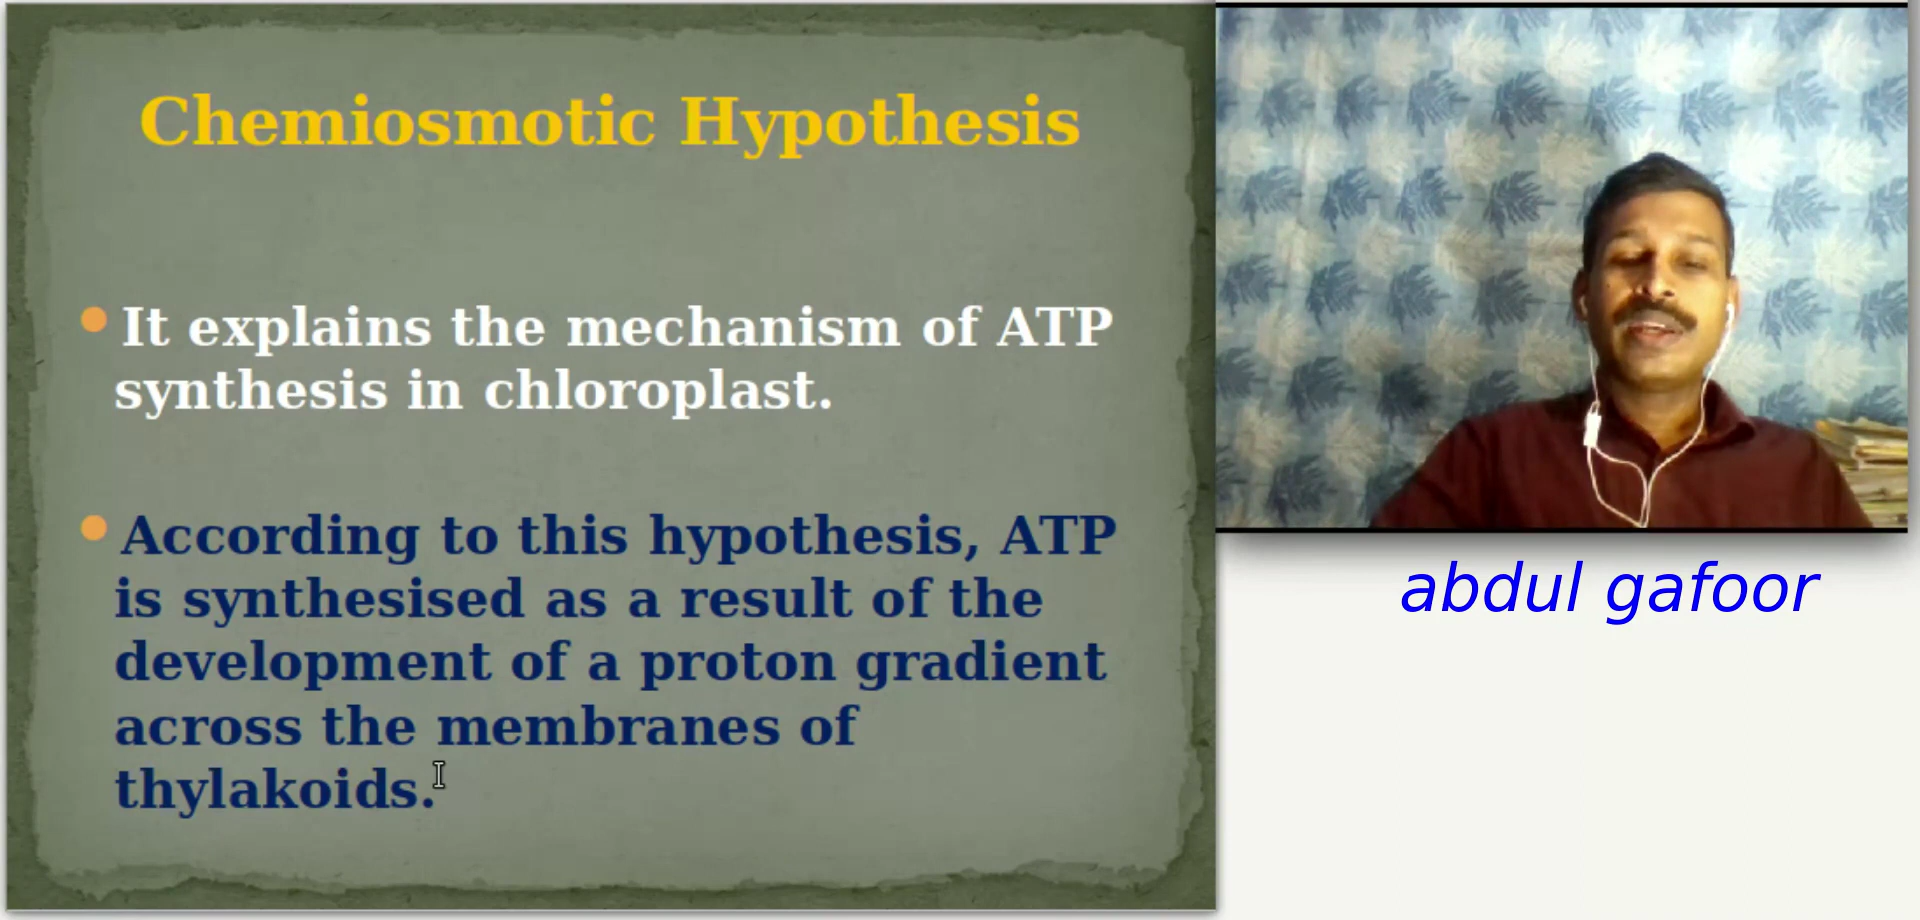 Chemiosmotic Hypothesis
It explains the mechanism of ATP
synthesis in chloroplast.
According to this hypothesis, ATP
is synthesised as a result of the
development of a proton gradient
across the membranes of
thylakoids.
abdul gafoor